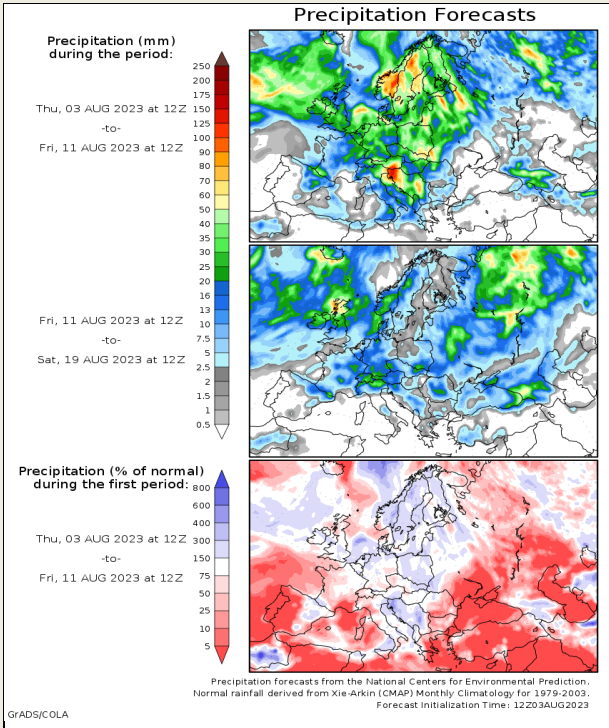 Precipitation Forecasts
Precipitation (mm)
during the period:
Thu, 03 AUG 2023 at 12Z
-to-
Fri, 11 AUG 2023 at 12Z
250
200
175
150
125
100
90
80
70
60
50
40
35
30
25
20
16
13
10
7.5
5
2.5
2
1.5
1
0.5
Fri, 11 AUG 2023 at 12Z
-to-
Sat, 19 AUG 2023 at 12Z
Precipitation (% of normal)
during the first period:
Thu, 03 AUG 2023 at 12Z
-to-
Fri, 11 AUG 2023 at 12Z
800
600
400
300
150
75
50
25
10
5
Precipitation forecasts from the National Centers for Environmental Prediction.
Normal rainfall derived from Xie-Arkin (CMAP) Monthly Climatology for 1979-2003.
Forecast Initialization Time: 12Z03AUG2023
GrADS/COLA